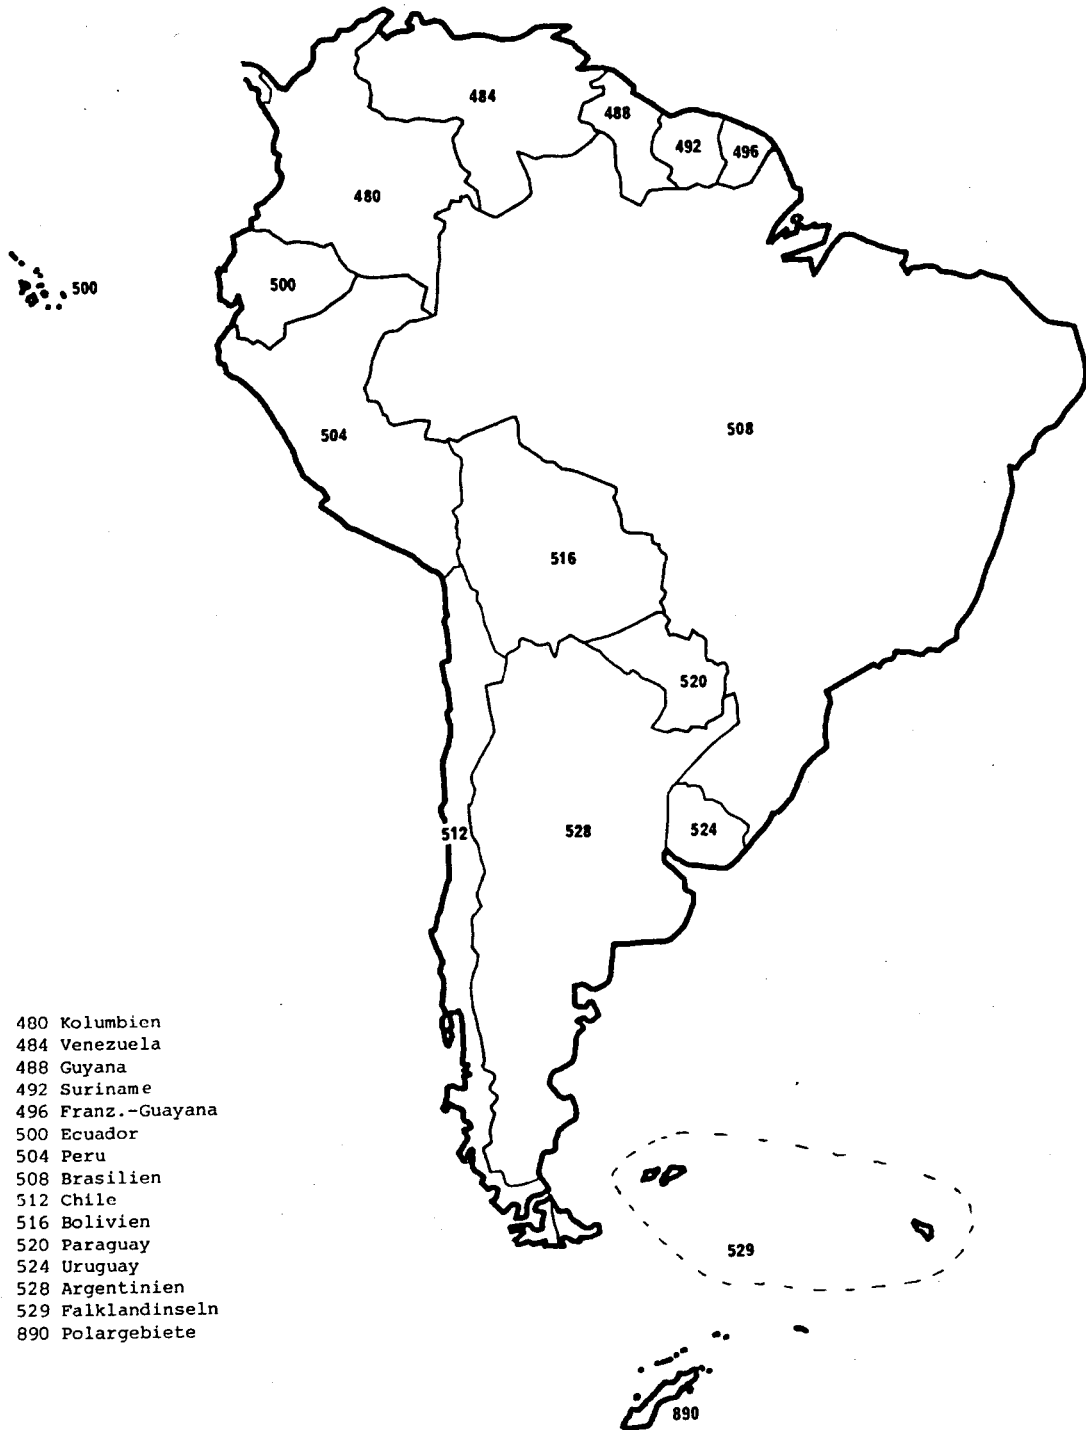 484
488
492
496
480
500
500
504
508
516
520
512
528
524
480 Kolumbien
484 Venezuela
488 Guyana
492 Suriname
496 Franz.-Guayana
500 Ecuador
504 Peru
508 Brasilien
512 Chile
516 Bolivien
520 Paraguay
524 Uruguay
528 Argentinien
529 Falklandinseln
890 Polargebiete
529
890